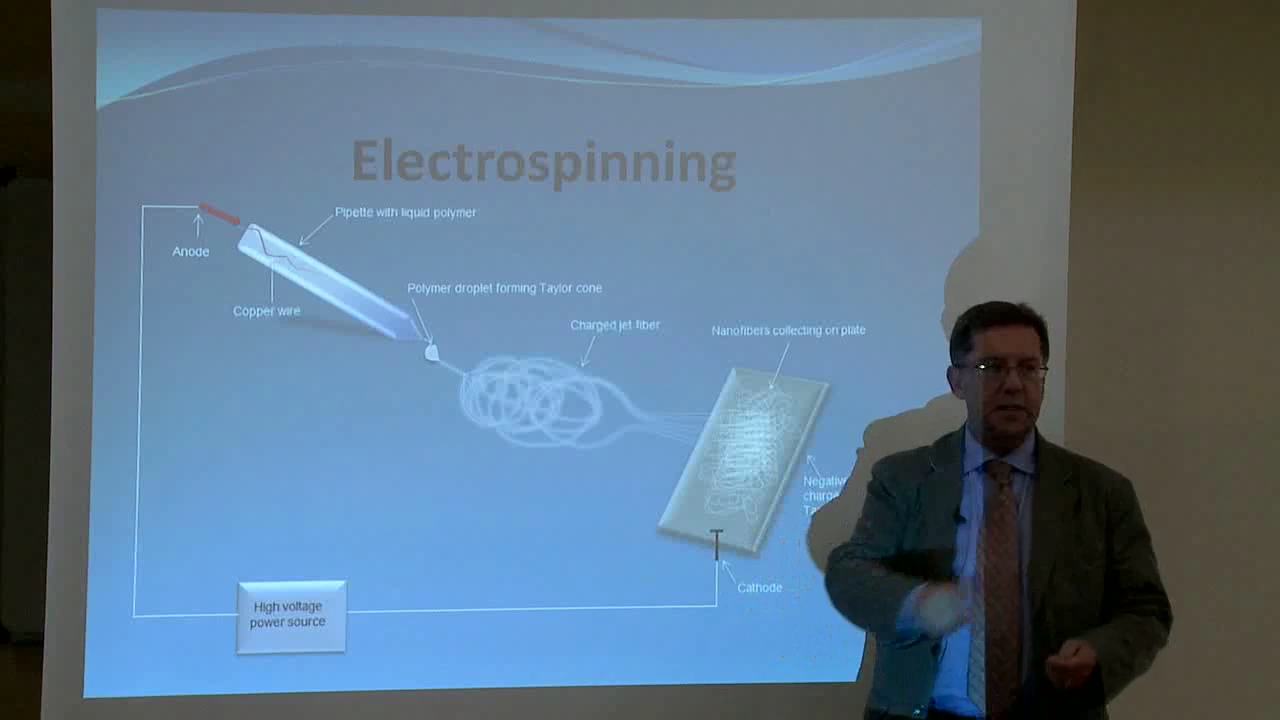 Electrospinning
Pipette with liquid polymer
Anode
Copper wire
Polymer droplet forming Taylor cone
Charged jet fiber
Nanofibers collecting on plate
Cathode
High voltage
power source